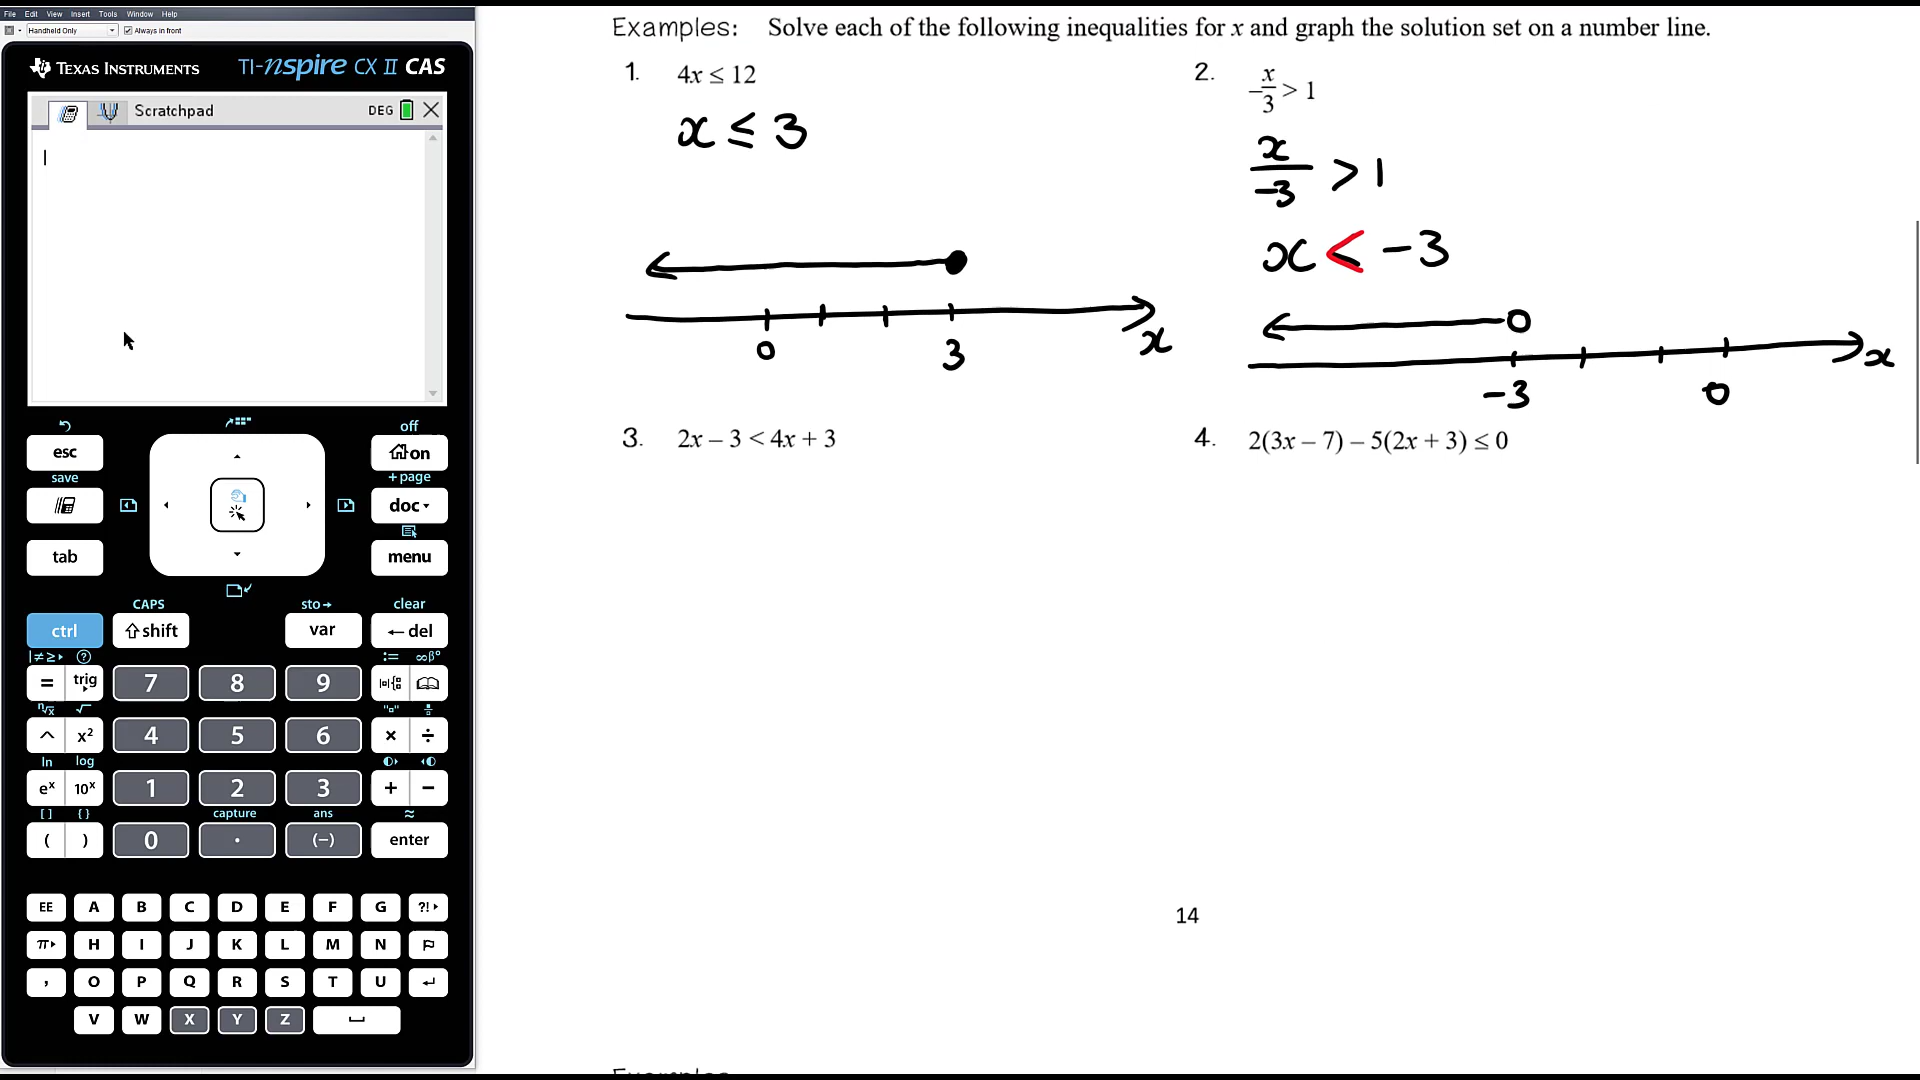 File Edit View Insert Tools Window Help
Handheld Only Always in front
TEXAS INSTRUMENTS TI-nspire CX II CAS
Scratchpad DEG
off
esc on
save + page
doc
tab menu
CAPS sto→ clear
ctrl ⇧shift var ←del
|≠≥▸ ? := ∞β°
= trig 7 8 9
ⁿ√x √
^ x² 4 5 6 × ÷
ln log
eˣ 10ˣ 1 2 3 + −
[ ] { } capture ans ≈
( ) 0 . (−) enter
EE A B C D E F G ?!▸
π▸ H I J K L M N
, O P Q R S T U ↵
V W X Y Z
Examples: Solve each of the following inequalities for x and graph the solution set on a number line.
1. 4x ≤ 12
x ≤ 3
0 3 x
2. −x/3 > 1
x/−3 > 1
x < −3
−3 0 x
3. 2x – 3 < 4x + 3
4. 2(3x – 7) – 5(2x + 3) ≤ 0
14